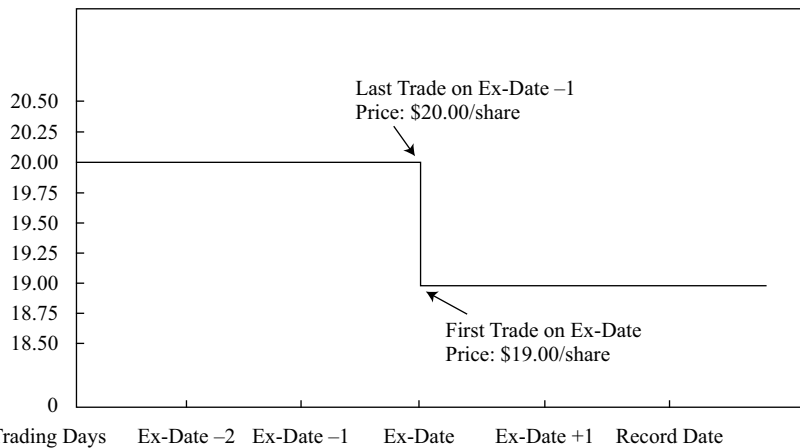 Last Trade on Ex-Date –1
Price: $20.00/share
20.50
20.25
20.00
19.75
19.50
19.25
19.00
18.75
18.50
First Trade on Ex-Date
Price: $19.00/share
0
rading Days Ex-Date –2 Ex-Date –1 Ex-Date Ex-Date +1 Record Date